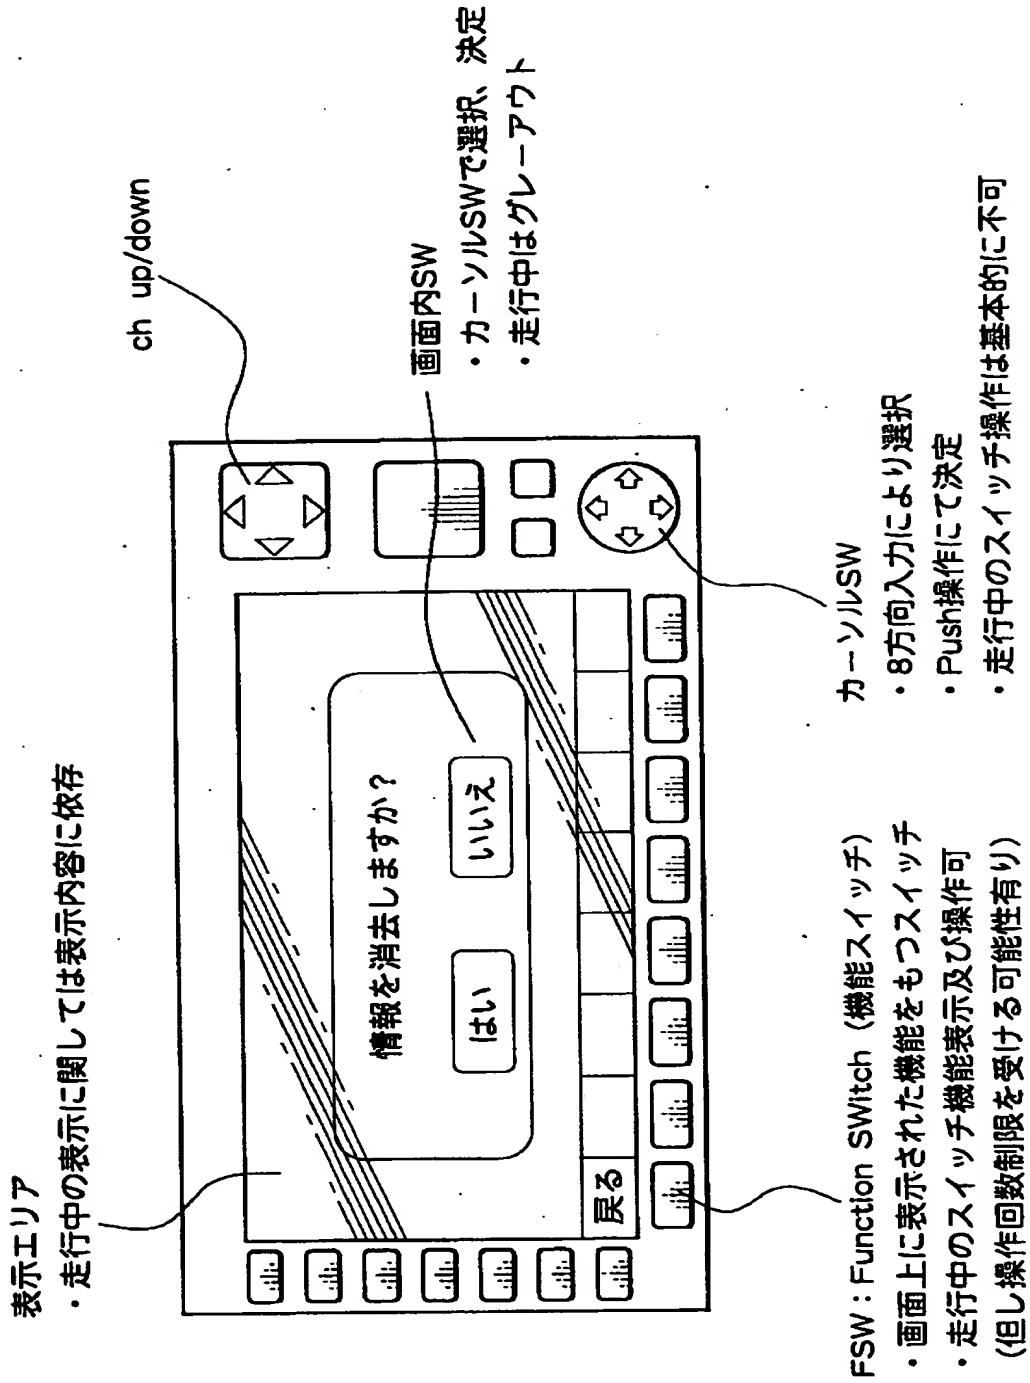 表示エリア
・走行中の表示に関しては表示内容に依存
ch up/down
画面内SW
・カーソルSWで選択、決定
・走行中はグレーアウト
情報を消去しますか?
はい
いいえ
戻る
FSW:Function SWitch(機能スイッチ)
・画面上に表示された機能をもつスイッチ
・走行中のスイッチ機能表示及び操作可
(但し操作回数制限を受ける可能性有り)
カーソルSW
・8方向入力により選択
・Push操作にて決定
・走行中のスイッチ操作は基本的に不可